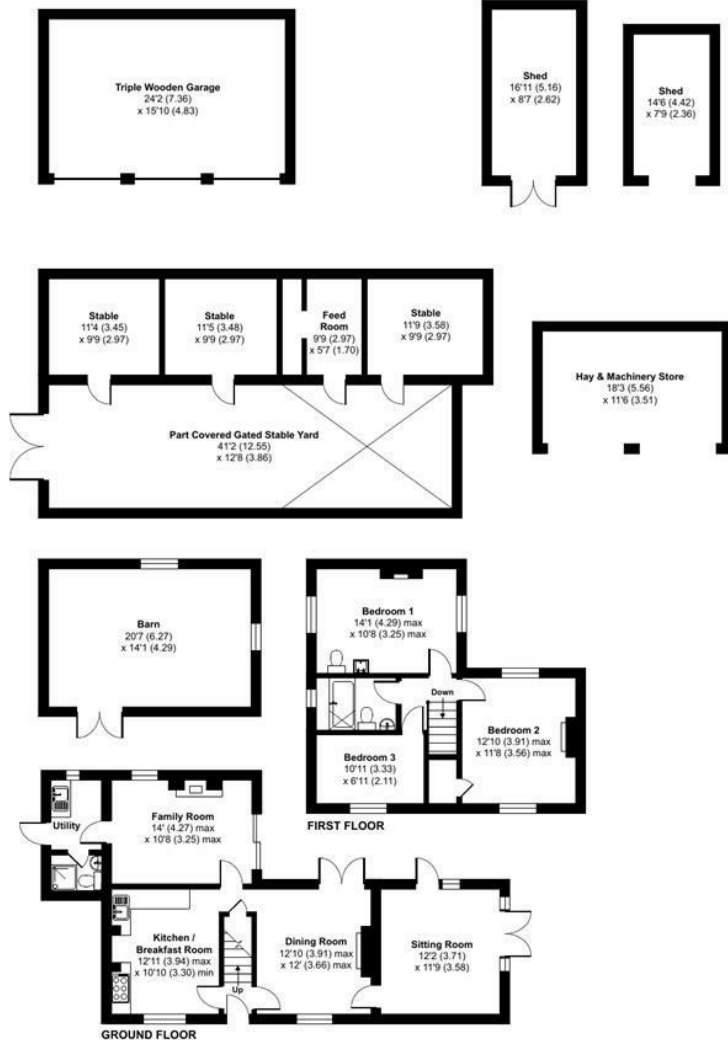 Triple Wooden Garage
24'2 (7.36)
x 15'10 (4.83)
Shed
16'11 (5.16)
x 8'7 (2.62)
Shed
14'6 (4.42)
x 7'9 (2.36)
Stable
11'4 (3.45)
x 9'9 (2.97)
Stable
11'5 (3.48)
x 9'9 (2.97)
Feed
Room
9'9 (2.97)
x 5'7 (1.70)
Stable
11'9 (3.58)
x 9'9 (2.97)
Hay & Machinery Store
18'3 (5.56)
x 11'6 (3.51)
Part Covered Gated Stable Yard
41'2 (12.55)
x 12'8 (3.86)
Barn
20'7 (6.27)
x 14'1 (4.29)
Bedroom 1
14'1 (4.29) max
x 10'8 (3.25) max
Down
Bedroom 2
12'10 (3.91) max
x 11'8 (3.56) max
Bedroom 3
10'11 (3.33)
x 6'11 (2.11)
FIRST FLOOR
Utility
Family Room
14' (4.27) max
x 10'8 (3.25) max
Kitchen /
Breakfast Room
12'11 (3.94) max
x 10'10 (3.30) min
Up
Dining Room
12'10 (3.91) max
x 12' (3.66) max
Sitting Room
12'2 (3.71)
x 11'9 (3.58)
GROUND FLOOR